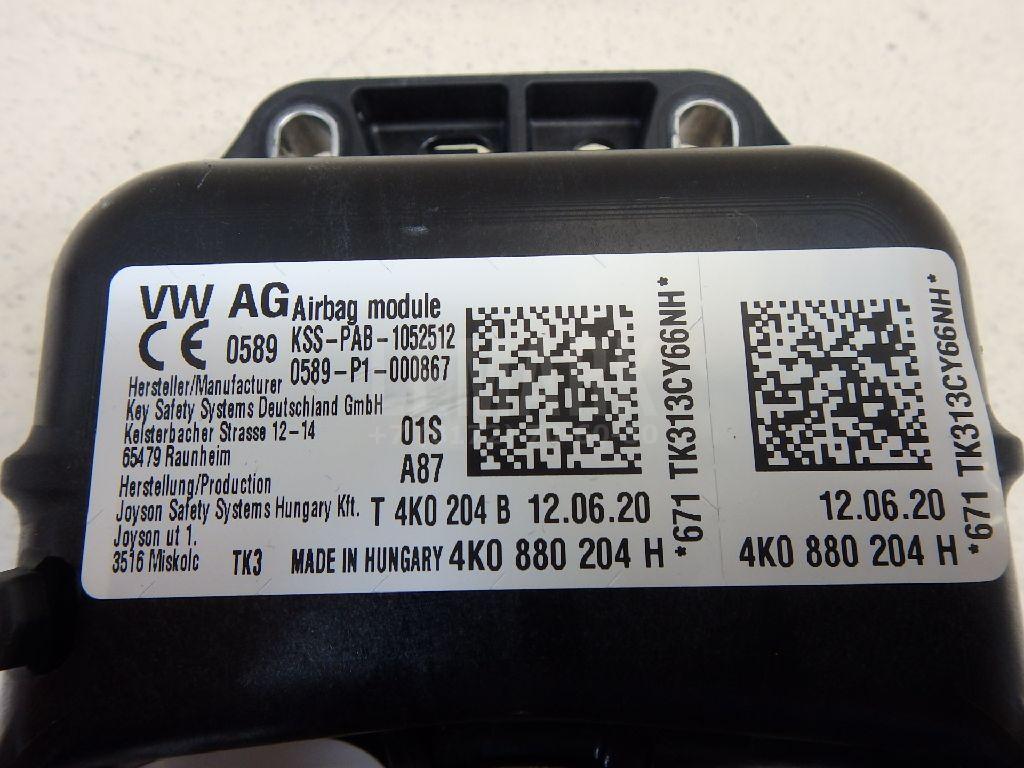 VW AG Airbag module
CE 0589 KSS-PAB-1052512
0589-P1-000867
Hersteller/Manufacturer
Key Safety Systems Deutschland GmbH
Kelsterbacher Strasse 12-14
65479 Raunheim
01S
A87
Herstellung/Production
Joyson Safety Systems Hungary Kft.
Joyson ut 1.
3516 Miskolc
T 4K0 204 B 12.06.20
TK3 MADE IN HUNGARY 4K0 880 204 H
*671 TK313CY66NH*
12.06.20
4K0 880 204 H
*671 TK313CY66NH*